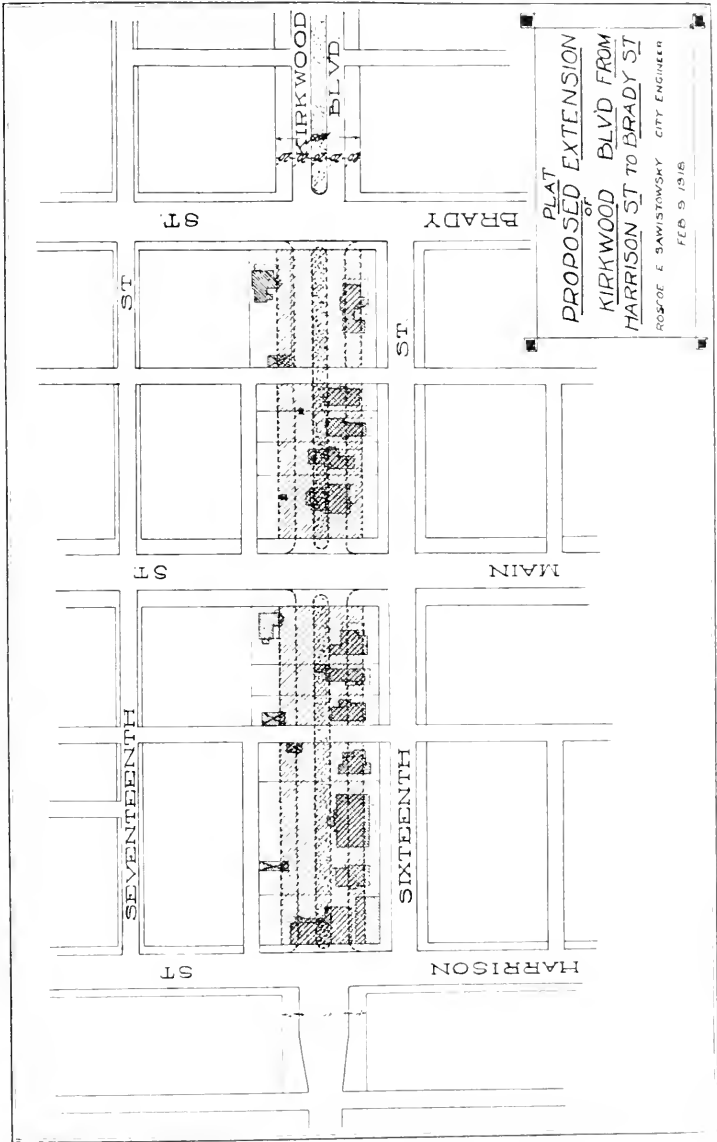 PLAT
OF
PROPOSED EXTENSION
KIRKWOOD BLVD FROM
HARRISON ST TO BRADY ST
ROSCOE E SAWISTOWSKY CITY ENGINEER
FEB 9 1918
KIRKWOOD
BLVD
BRADY
ST.
ST
ST.
MAIN
ST.
SEVENTEENTH
SIXTEENTH
HARRISON
ST